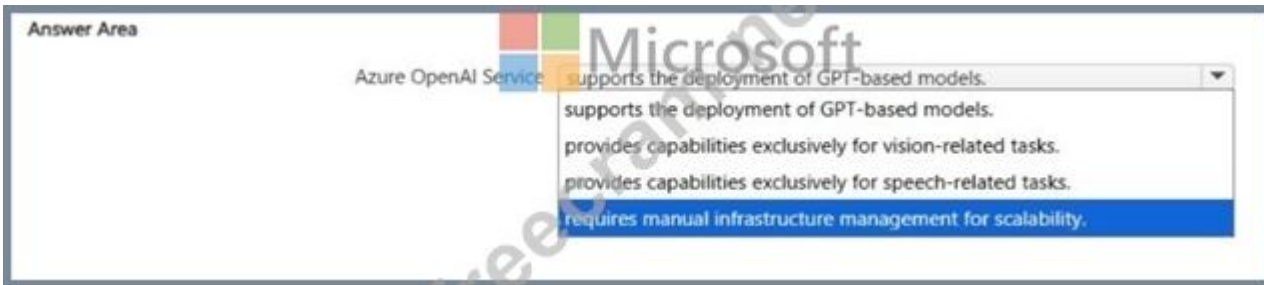 Answer Area
Microsoft
Azure OpenAI Service supports the deployment of GPT-based models.
supports the deployment of GPT-based models.
provides capabilities exclusively for vision-related tasks.
provides capabilities exclusively for speech-related tasks.
requires manual infrastructure management for scalability.